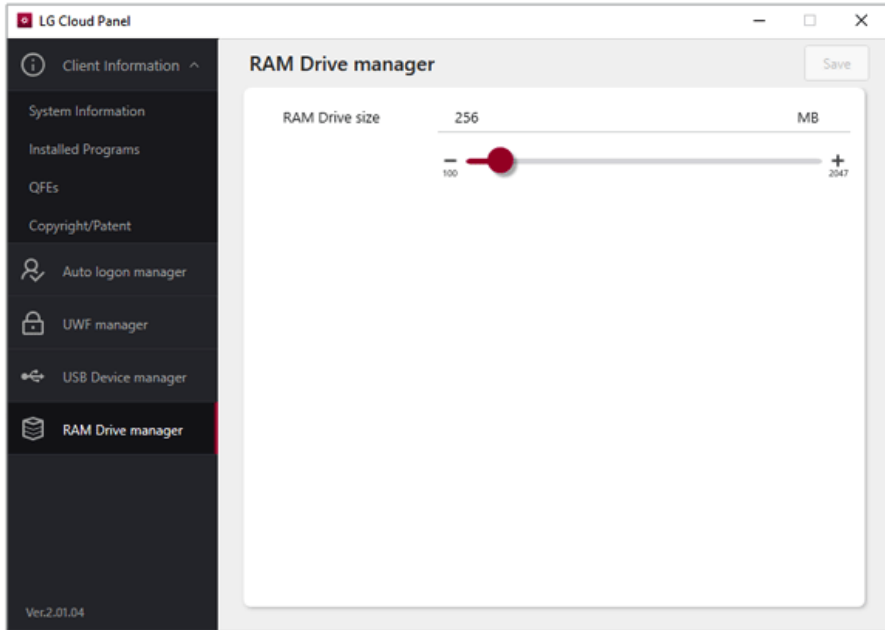 LG Cloud Panel
Client Information
System Information
Installed Programs
QFEs
Copyright/Patent
Auto logon manager
UWF manager
USB Device manager
RAM Drive manager
Ver.2.01.04
RAM Drive manager
Save
RAM Drive size 256 MB
100 2047